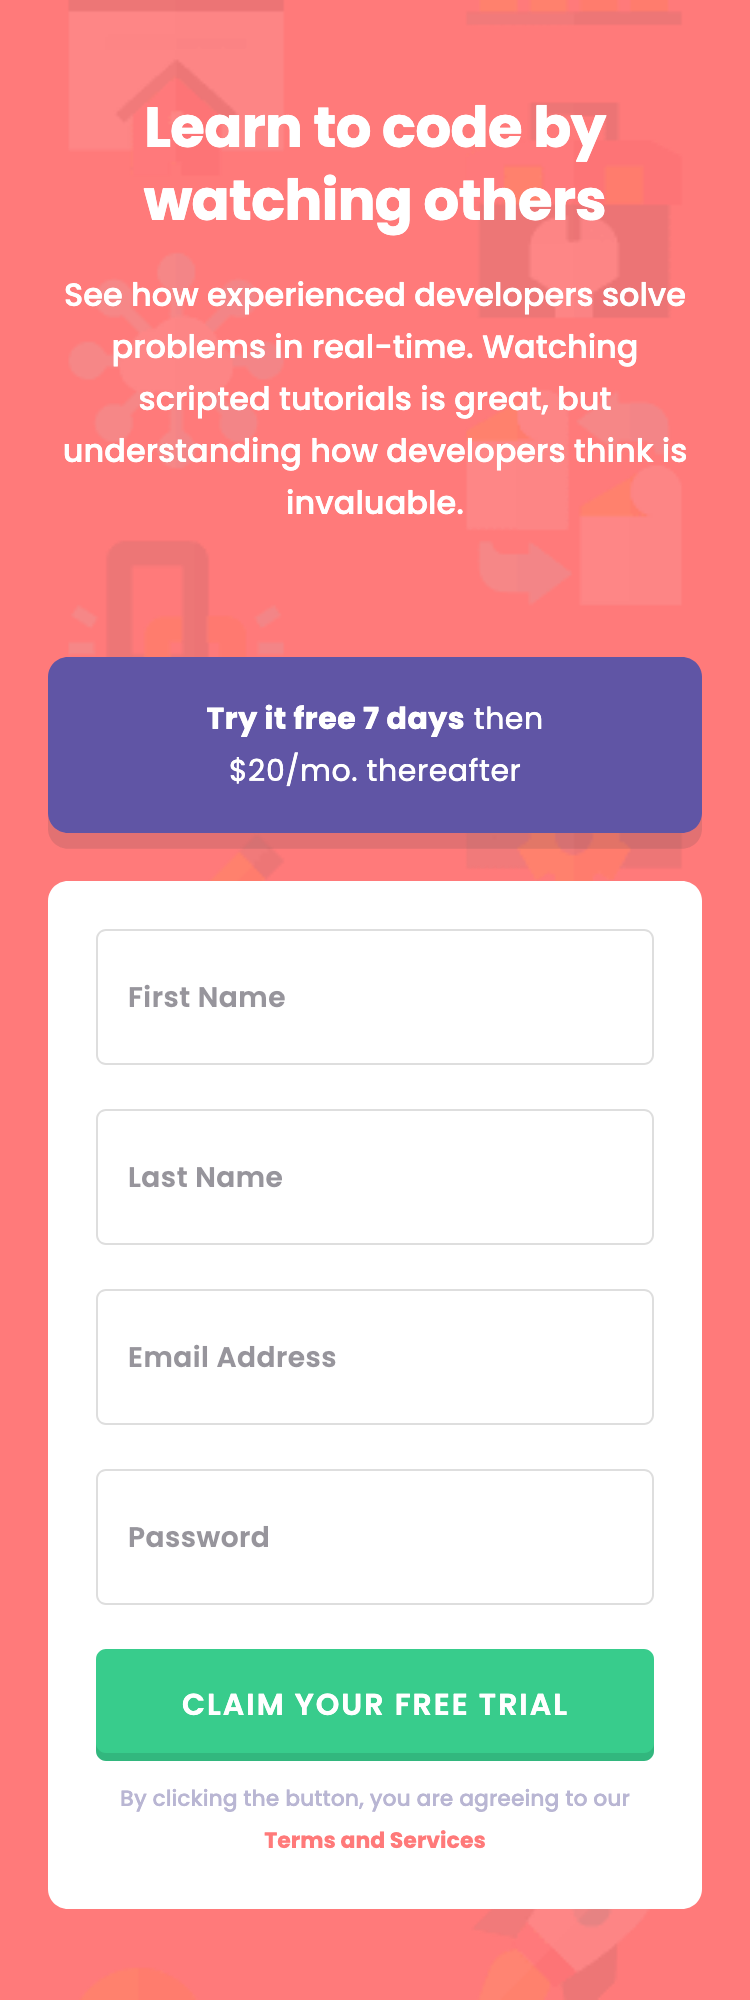 Learn to code by
watching others
See how experienced developers solve
problems in real-time. Watching
scripted tutorials is great, but
understanding how developers think is
invaluable.
Try it free 7 days then
$20/mo. thereafter
First Name
Last Name
Email Address
Password
CLAIM YOUR FREE TRIAL
By clicking the button, you are agreeing to our
Terms and Services